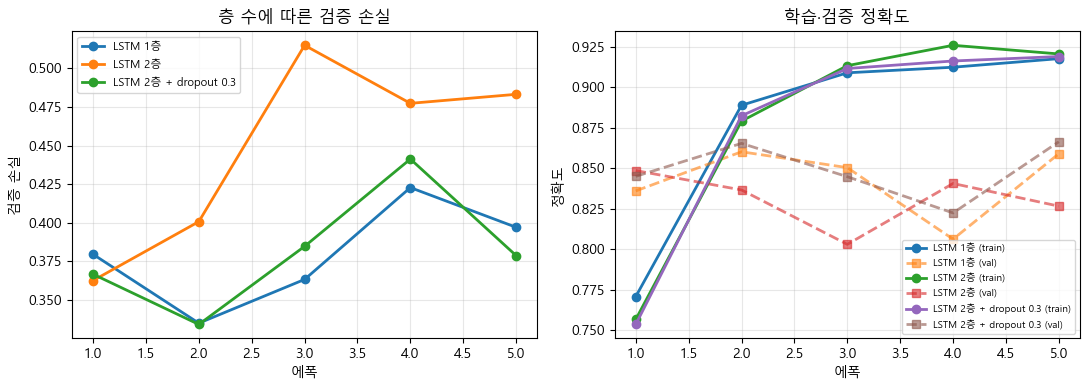 층 수에 따른 검증 손실
검증 손실
0.500
0.475
0.450
0.425
0.400
0.375
0.350
LSTM 1층
LSTM 2층
LSTM 2층 + dropout 0.3
1.0 1.5 2.0 2.5 3.0 3.5 4.0 4.5 5.0
에폭
학습·검증 정확도
정확도
0.925
0.900
0.875
0.850
0.825
0.800
0.775
0.750
LSTM 1층 (train)
LSTM 1층 (val)
LSTM 2층 (train)
LSTM 2층 (val)
LSTM 2층 + dropout 0.3 (train)
LSTM 2층 + dropout 0.3 (val)
1.0 1.5 2.0 2.5 3.0 3.5 4.0 4.5 5.0
에폭